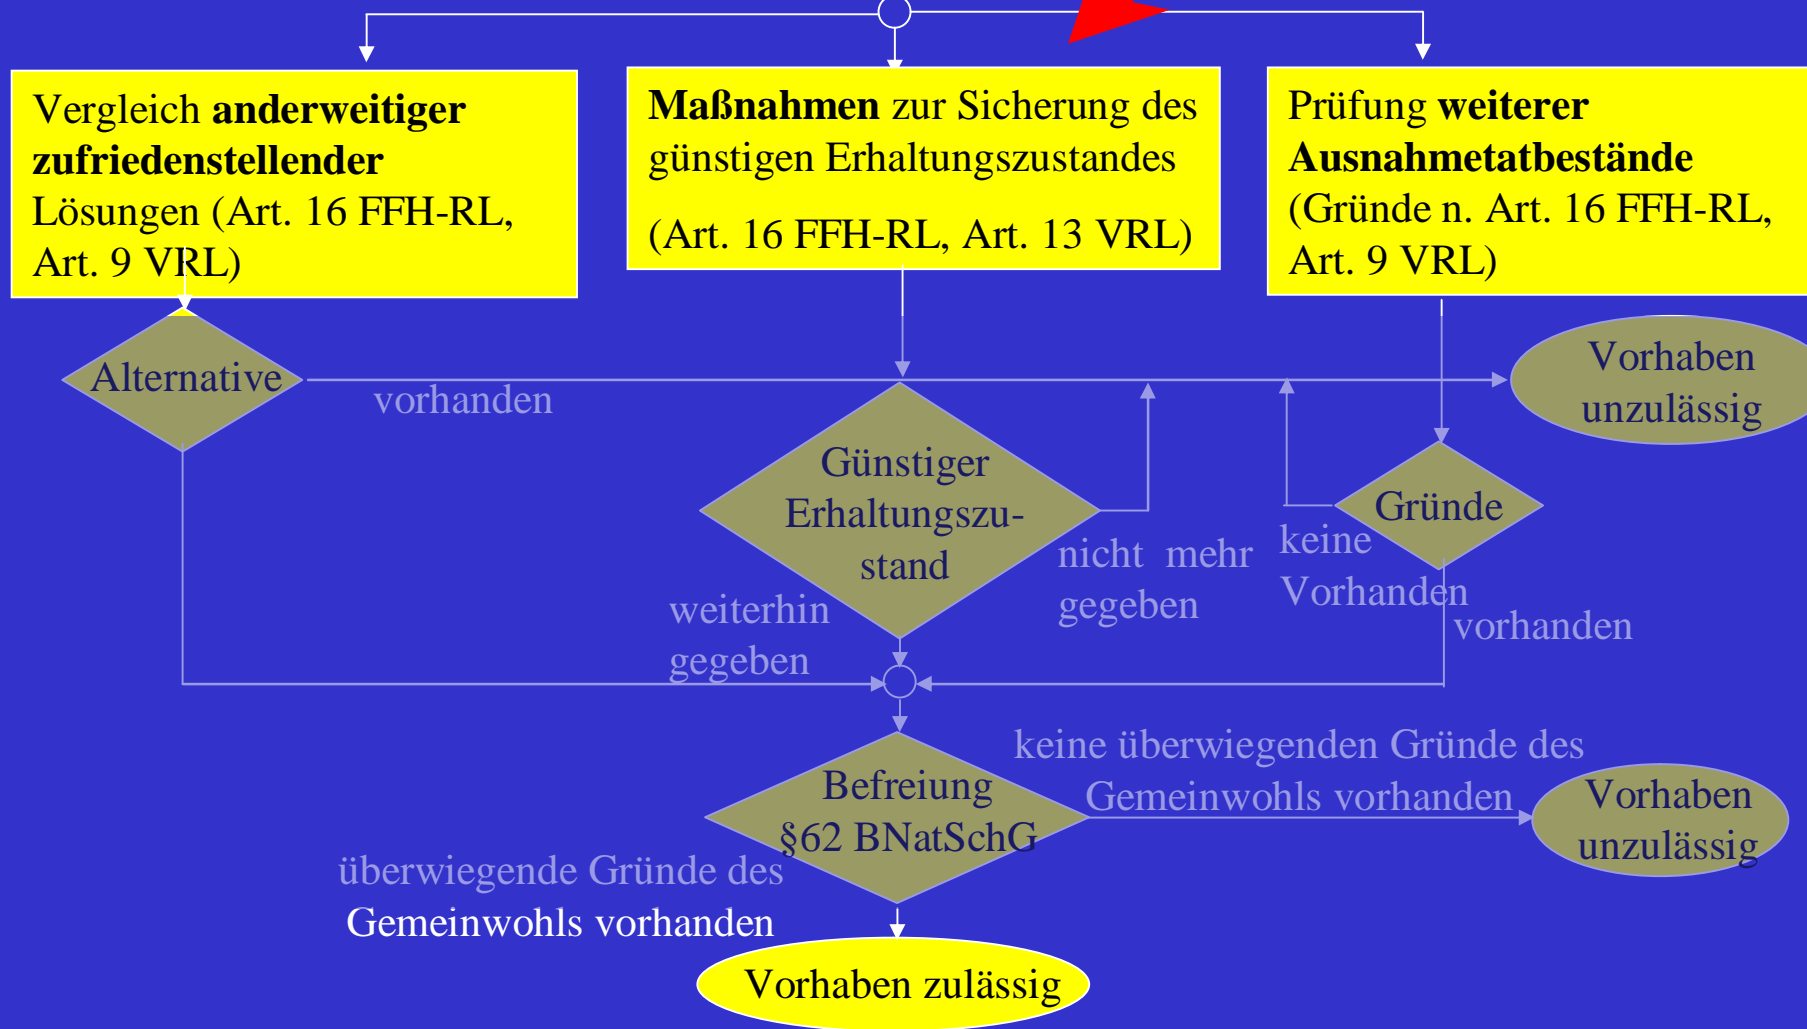 Vergleich anderweitiger
zufriedenstellender
Lösungen (Art. 16 FFH-RL,
Art. 9 VRL)
Maßnahmen zur Sicherung des
günstigen Erhaltungszustandes
(Art. 16 FFH-RL, Art. 13 VRL)
Prüfung weiterer
Ausnahmetatbestände
(Gründe n. Art. 16 FFH-RL,
Art. 9 VRL)
Alternative
vorhanden
Vorhaben
unzulässig
Günstiger
Erhaltungszu-
stand
nicht mehr
gegeben
keine
Vorhanden
Gründe
vorhanden
weiterhin
gegeben
Befreiung
§62 BNatSchG
keine überwiegenden Gründe des
Gemeinwohls vorhanden
Vorhaben
unzulässig
überwiegende Gründe des
Gemeinwohls vorhanden
Vorhaben zulässig